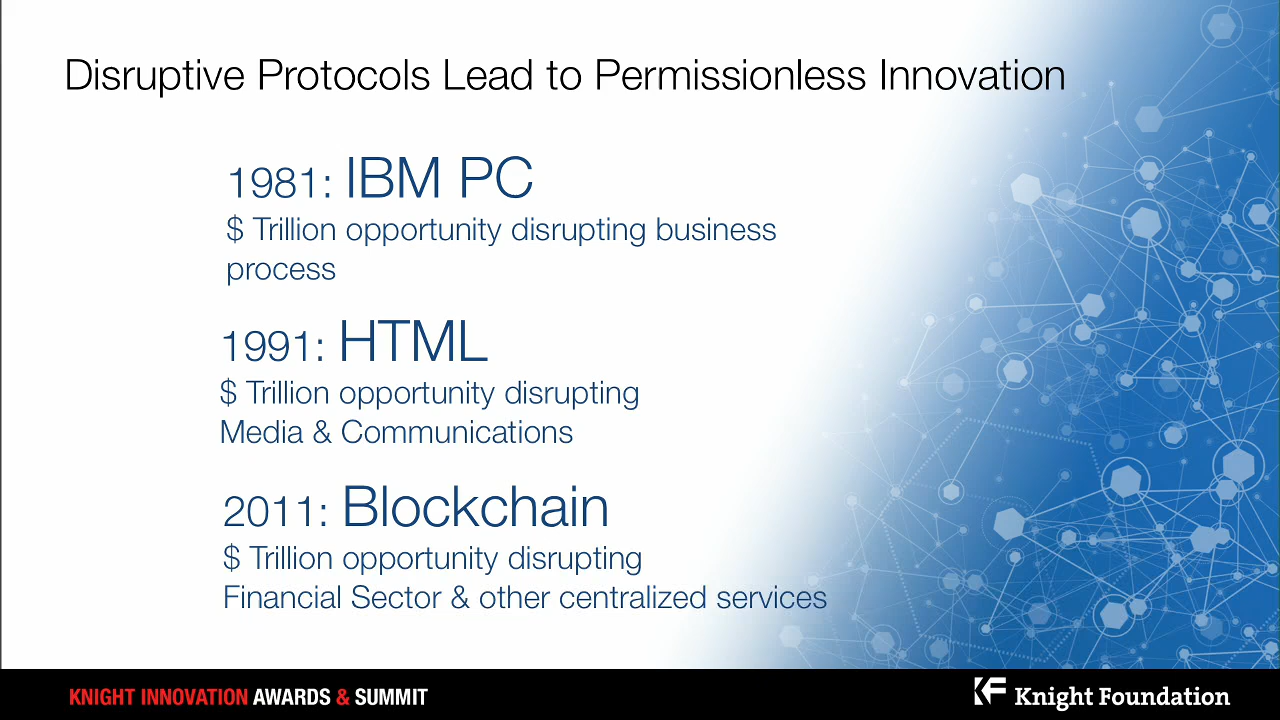 Disruptive Protocols Lead to Permissionless Innovation
1981: IBM PC
$ Trillion opportunity disrupting business
process
1991: HTML
$ Trillion opportunity disrupting
Media & Communications
2011: Blockchain
$ Trillion opportunity disrupting
Financial Sector & other centralized services
KNIGHT INNOVATION AWARDS & SUMMIT
KF Knight Foundation